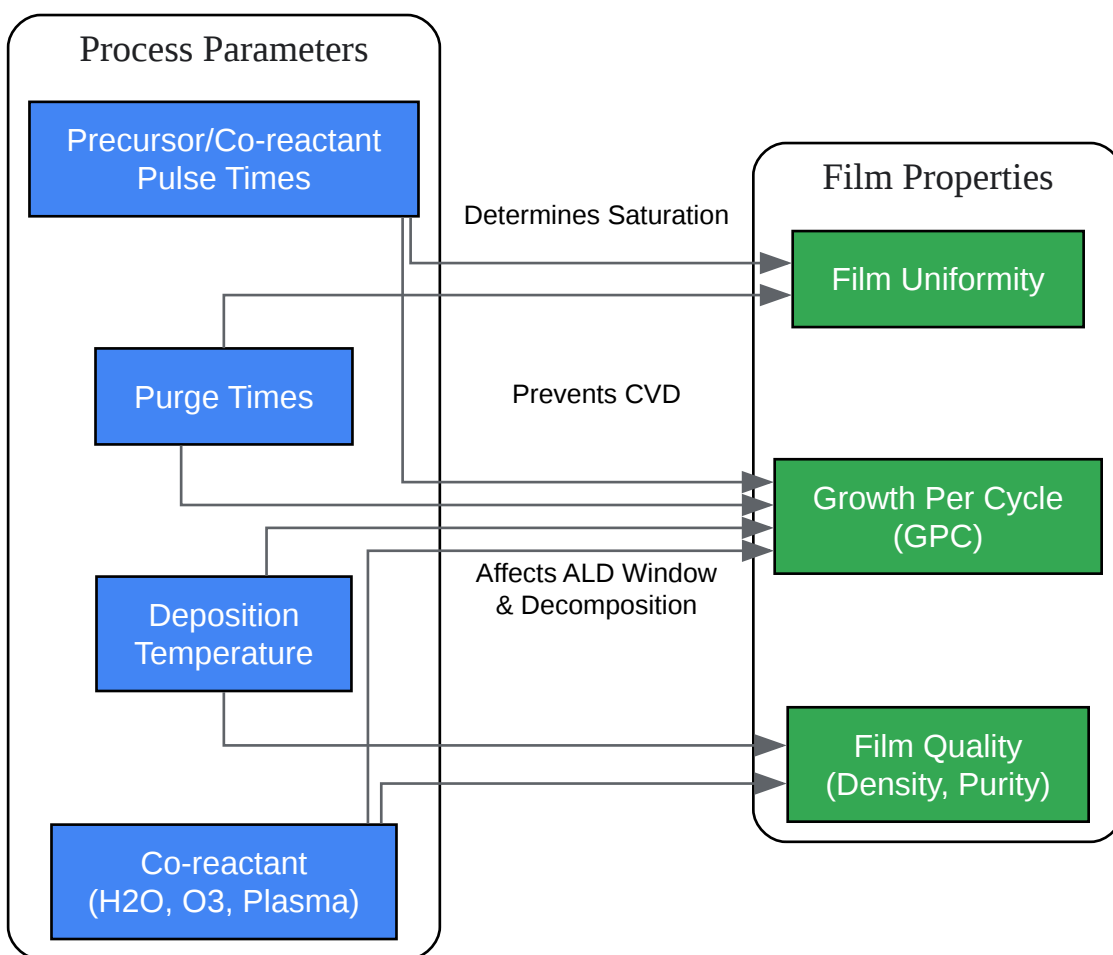 Process Parameters
Precursor/Co-reactant
Pulse Times
Purge Times
Deposition
Temperature
Co-reactant
(H2O, O3, Plasma)
Determines Saturation
Prevents CVD
Affects ALD Window
& Decomposition
Film Properties
Film Uniformity
Growth Per Cycle
(GPC)
Film Quality
(Density, Purity)